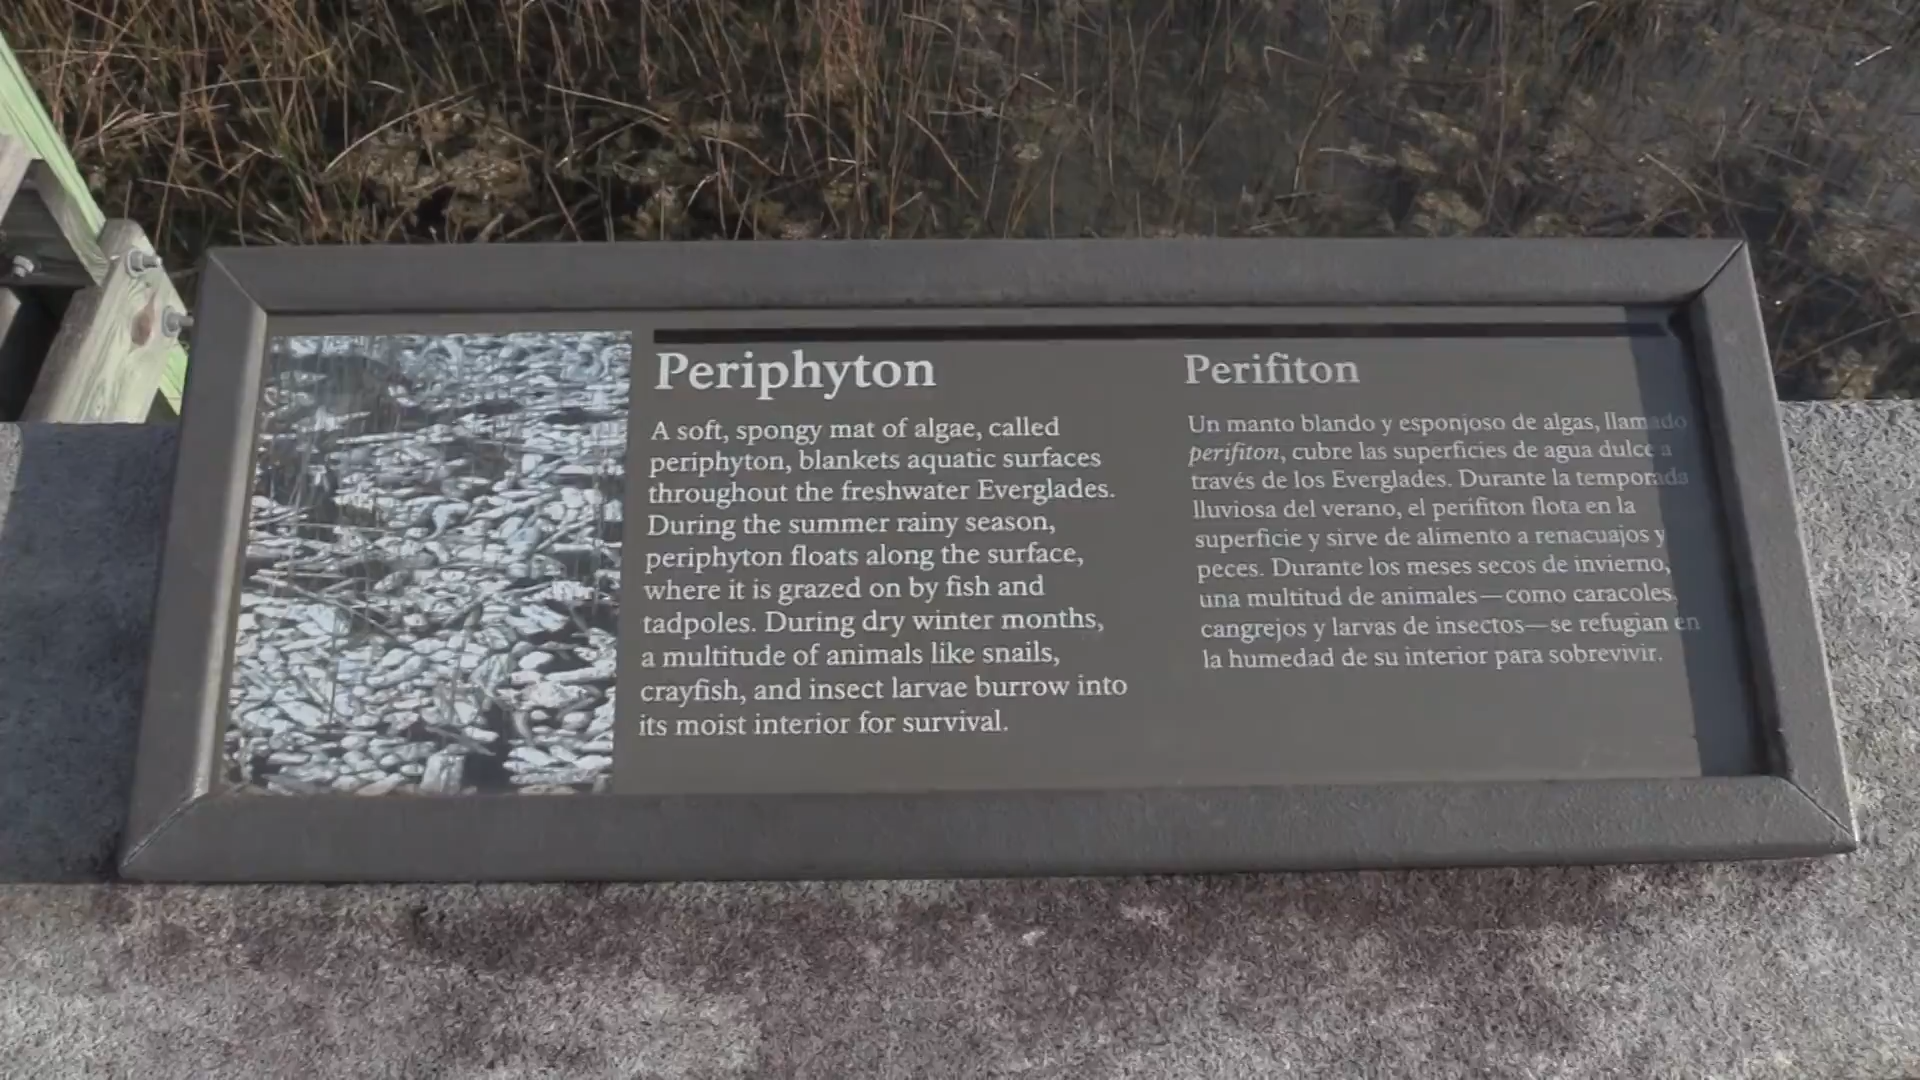 Periphyton
A soft, spongy mat of algae, called
periphyton, blankets aquatic surfaces
throughout the freshwater Everglades.
During the summer rainy season,
periphyton floats along the surface,
where it is grazed on by fish and
tadpoles. During dry winter months,
a multitude of animals like snails,
crayfish, and insect larvae burrow into
its moist interior for survival.
Perifiton
Un manto blando y esponjoso de algas, llamado
perifiton, cubre las superficies de agua dulce a
través de los Everglades. Durante la temporada
lluviosa del verano, el perifiton flota en la
superficie y sirve de alimento a renacuajos y
peces. Durante los meses secos de invierno,
una multitud de animales—como caracoles,
cangrejos y larvas de insectos—se refugian en
la humedad de su interior para sobrevivir.